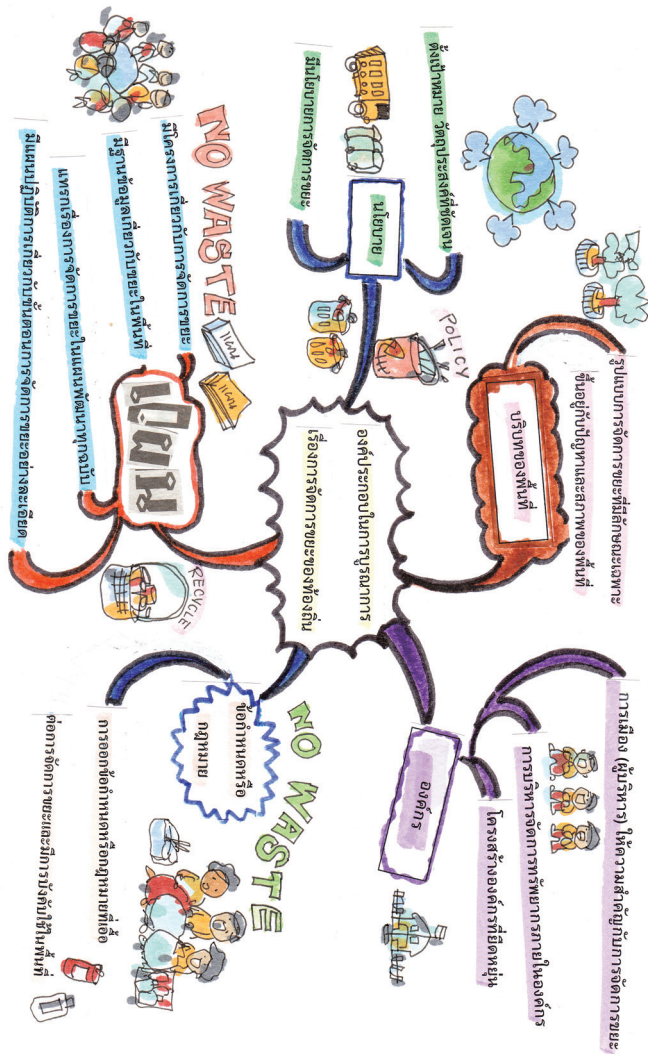 องค์ประกอบในการบูรณาการ
เรื่องการจัดการขยะของท้องถิ่น
บริบทของพื้นที่
รูปแบบการจัดการขยะที่มีลักษณะเฉพาะ
ขึ้นอยู่กับปัญหาและสภาพของพื้นที่
องค์กร
การเมือง (ผู้บริหาร) ให้ความสำคัญกับการจัดการขยะ
การบริหารจัดการทรัพยากรภายในองค์กร
โครงสร้างองค์กรที่ยืดหยุ่น
ข้อกำหนดหรือ
กฎหมาย
การออกข้อกำหนดหรือกฎหมายที่เอื้อ
ต่อการจัดการขยะและมีการบังคับใช้ในพื้นที่
NO WASTE
แผน
มีโครงการเกี่ยวกับการจัดการขยะ
มีฐานข้อมูลเกี่ยวกับขยะในพื้นที่
แทรกเรื่องการจัดการขยะในแผนพัฒนาทุกฉบับ
มีแผนปฏิบัติการเกี่ยวกับขั้นตอนการจัดการขยะอย่างละเอียด
RECYCLE
แผน
แผน
NO WASTE
นโยบาย
ตั้งเป้าหมาย วัตถุประสงค์ที่ชัดเจน
มีนโยบายการจัดการขยะ
POLICY